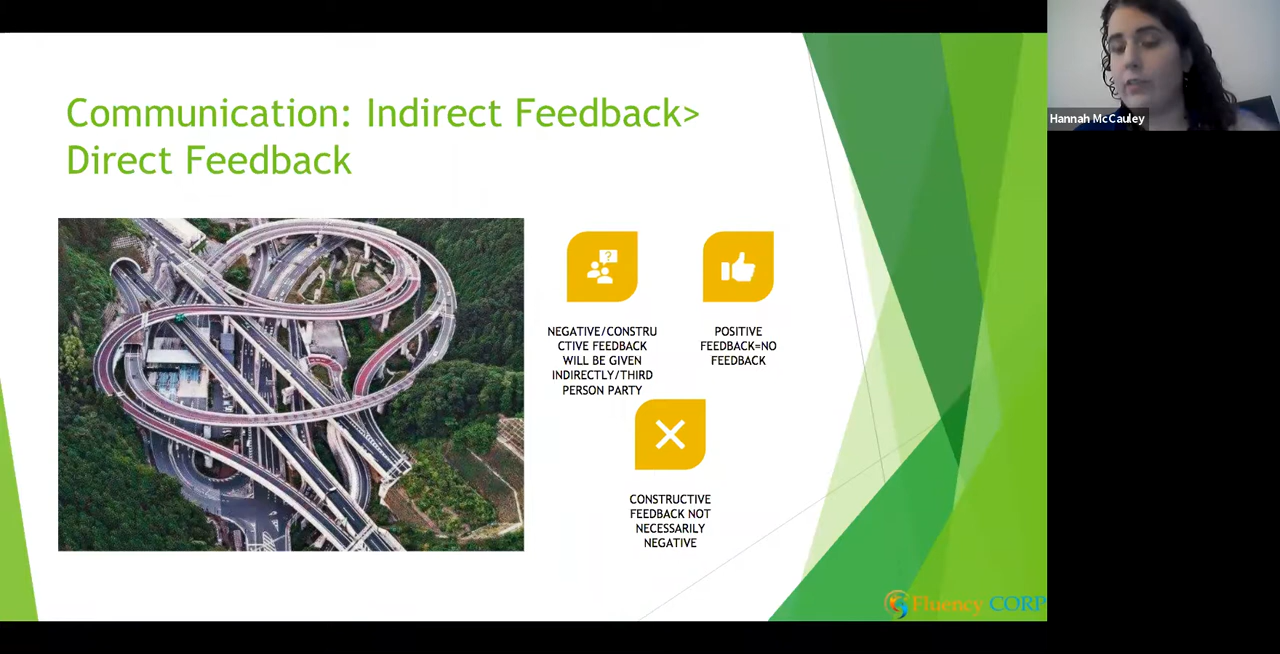 Communication: Indirect Feedback>
Direct Feedback
NEGATIVE/CONSTRU
CTIVE FEEDBACK
WILL BE GIVEN
INDIRECTLY/THIRD
PERSON PARTY
POSITIVE
FEEDBACK=NO
FEEDBACK
?
CONSTRUCTIVE
FEEDBACK NOT
NECESSARILY
NEGATIVE
Hannah McCauley
Fluency CORP